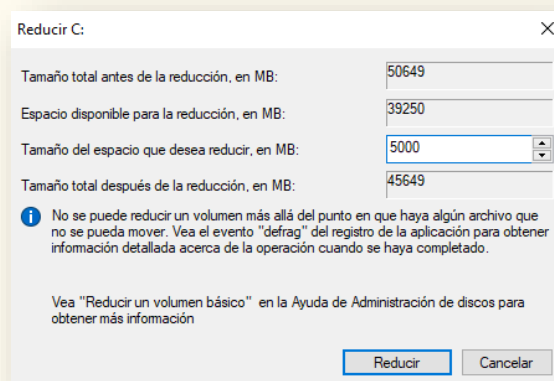 Reducir C:
Tamaño total antes de la reducción, en MB: 50649
Espacio disponible para la reducción, en MB: 39250
Tamaño del espacio que desea reducir, en MB: 5000
Tamaño total después de la reducción, en MB: 45649
No se puede reducir un volumen más allá del punto en que haya algún archivo que
no se pueda mover. Vea el evento "defrag" del registro de la aplicación para obtener
información detallada acerca de la operación cuando se haya completado.
Vea "Reducir un volumen básico" en la Ayuda de Administración de discos para
obtener más información
Reducir Cancelar